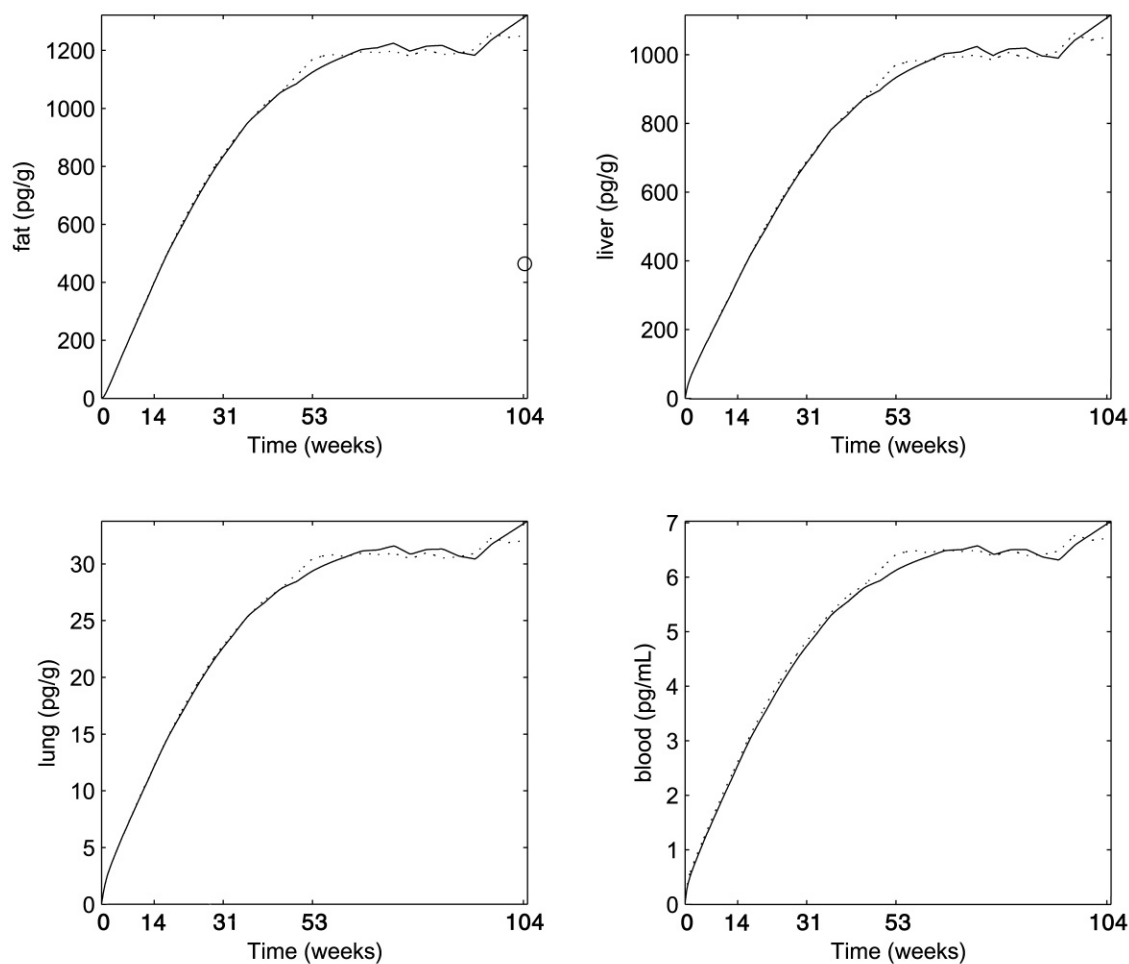 fat (pg/g)
1200
1000
800
600
400
200
0
0 14 31 53 104
Time (weeks)
liver (pg/g)
1000
800
600
400
200
0
0 14 31 53 104
Time (weeks)
lung (pg/g)
30
25
20
15
10
5
0
0 14 31 53 104
Time (weeks)
blood (pg/mL)
7
6
5
4
3
2
1
0
0 14 31 53 104
Time (weeks)